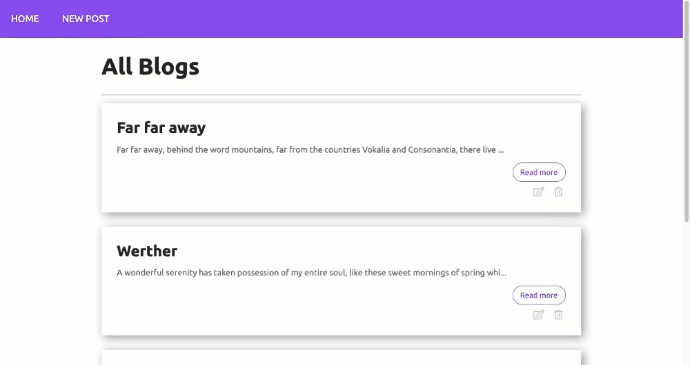 HOME NEW POST
All Blogs
Far far away
Far far away, behind the word mountains, far from the countries Vokalia and Consonantia, there live ...
Read more
Werther
A wonderful serenity has taken possession of my entire soul, like these sweet mornings of spring whi...
Read more